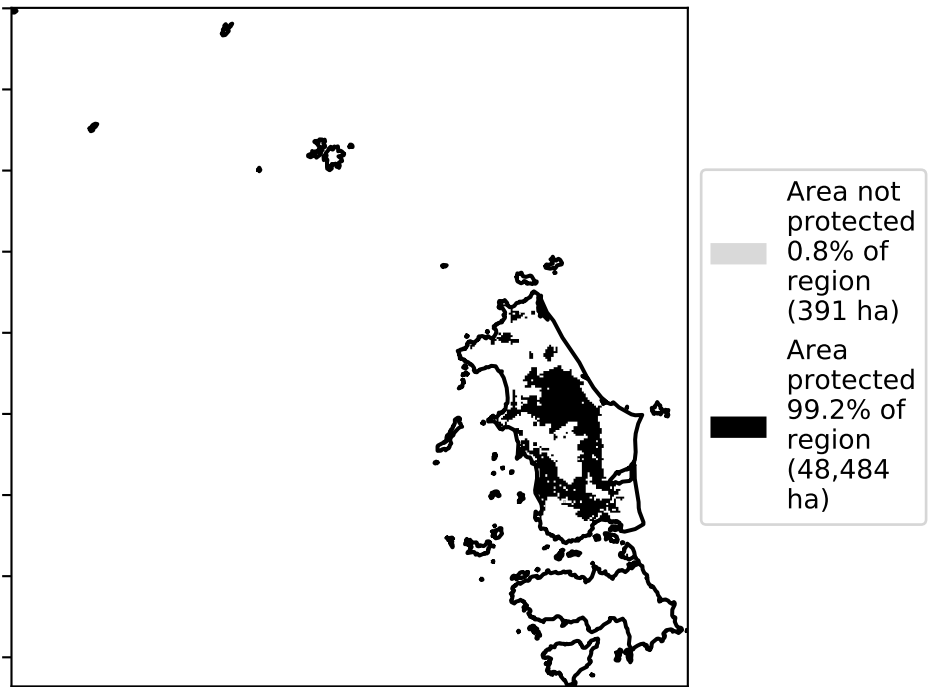 Area not
protected
0.8% of
region
(391 ha)
Area
protected
99.2% of
region
(48,484
ha)